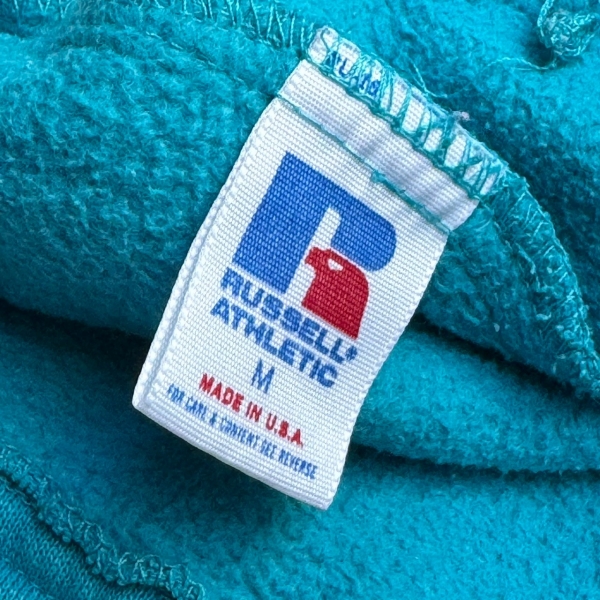 RUSSELL®
ATHLETIC
M
MADE IN U.S.A.
FOR CARE & CONTENT SEE REVERSE